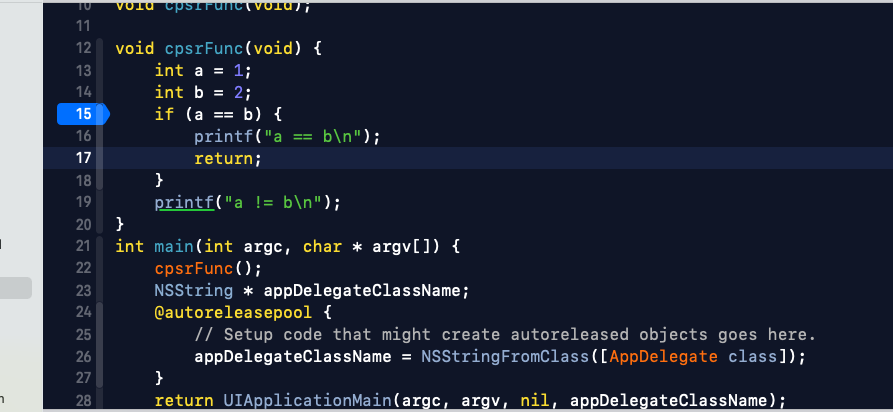 10 void cpsrFunc(void);
11
12 void cpsrFunc(void) {
13     int a = 1;
14     int b = 2;
15     if (a == b) {
16         printf("a == b\n");
17         return;
18     }
19     printf("a != b\n");
20 }
21 int main(int argc, char * argv[]) {
22     cpsrFunc();
23     NSString * appDelegateClassName;
24     @autoreleasepool {
25         // Setup code that might create autoreleased objects goes here.
26         appDelegateClassName = NSStringFromClass([AppDelegate class]);
27     }
28     return UIApplicationMain(argc, argv, nil, appDelegateClassName);